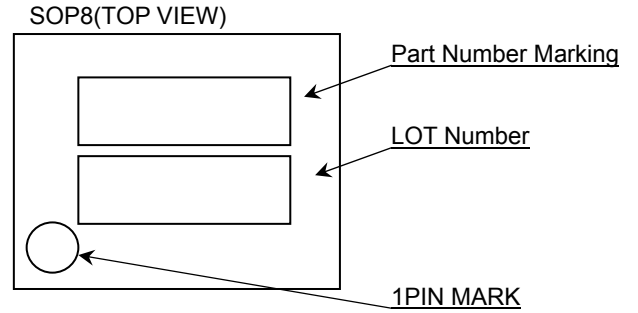 SOP8(TOP VIEW)
Part Number Marking
LOT Number
1PIN MARK